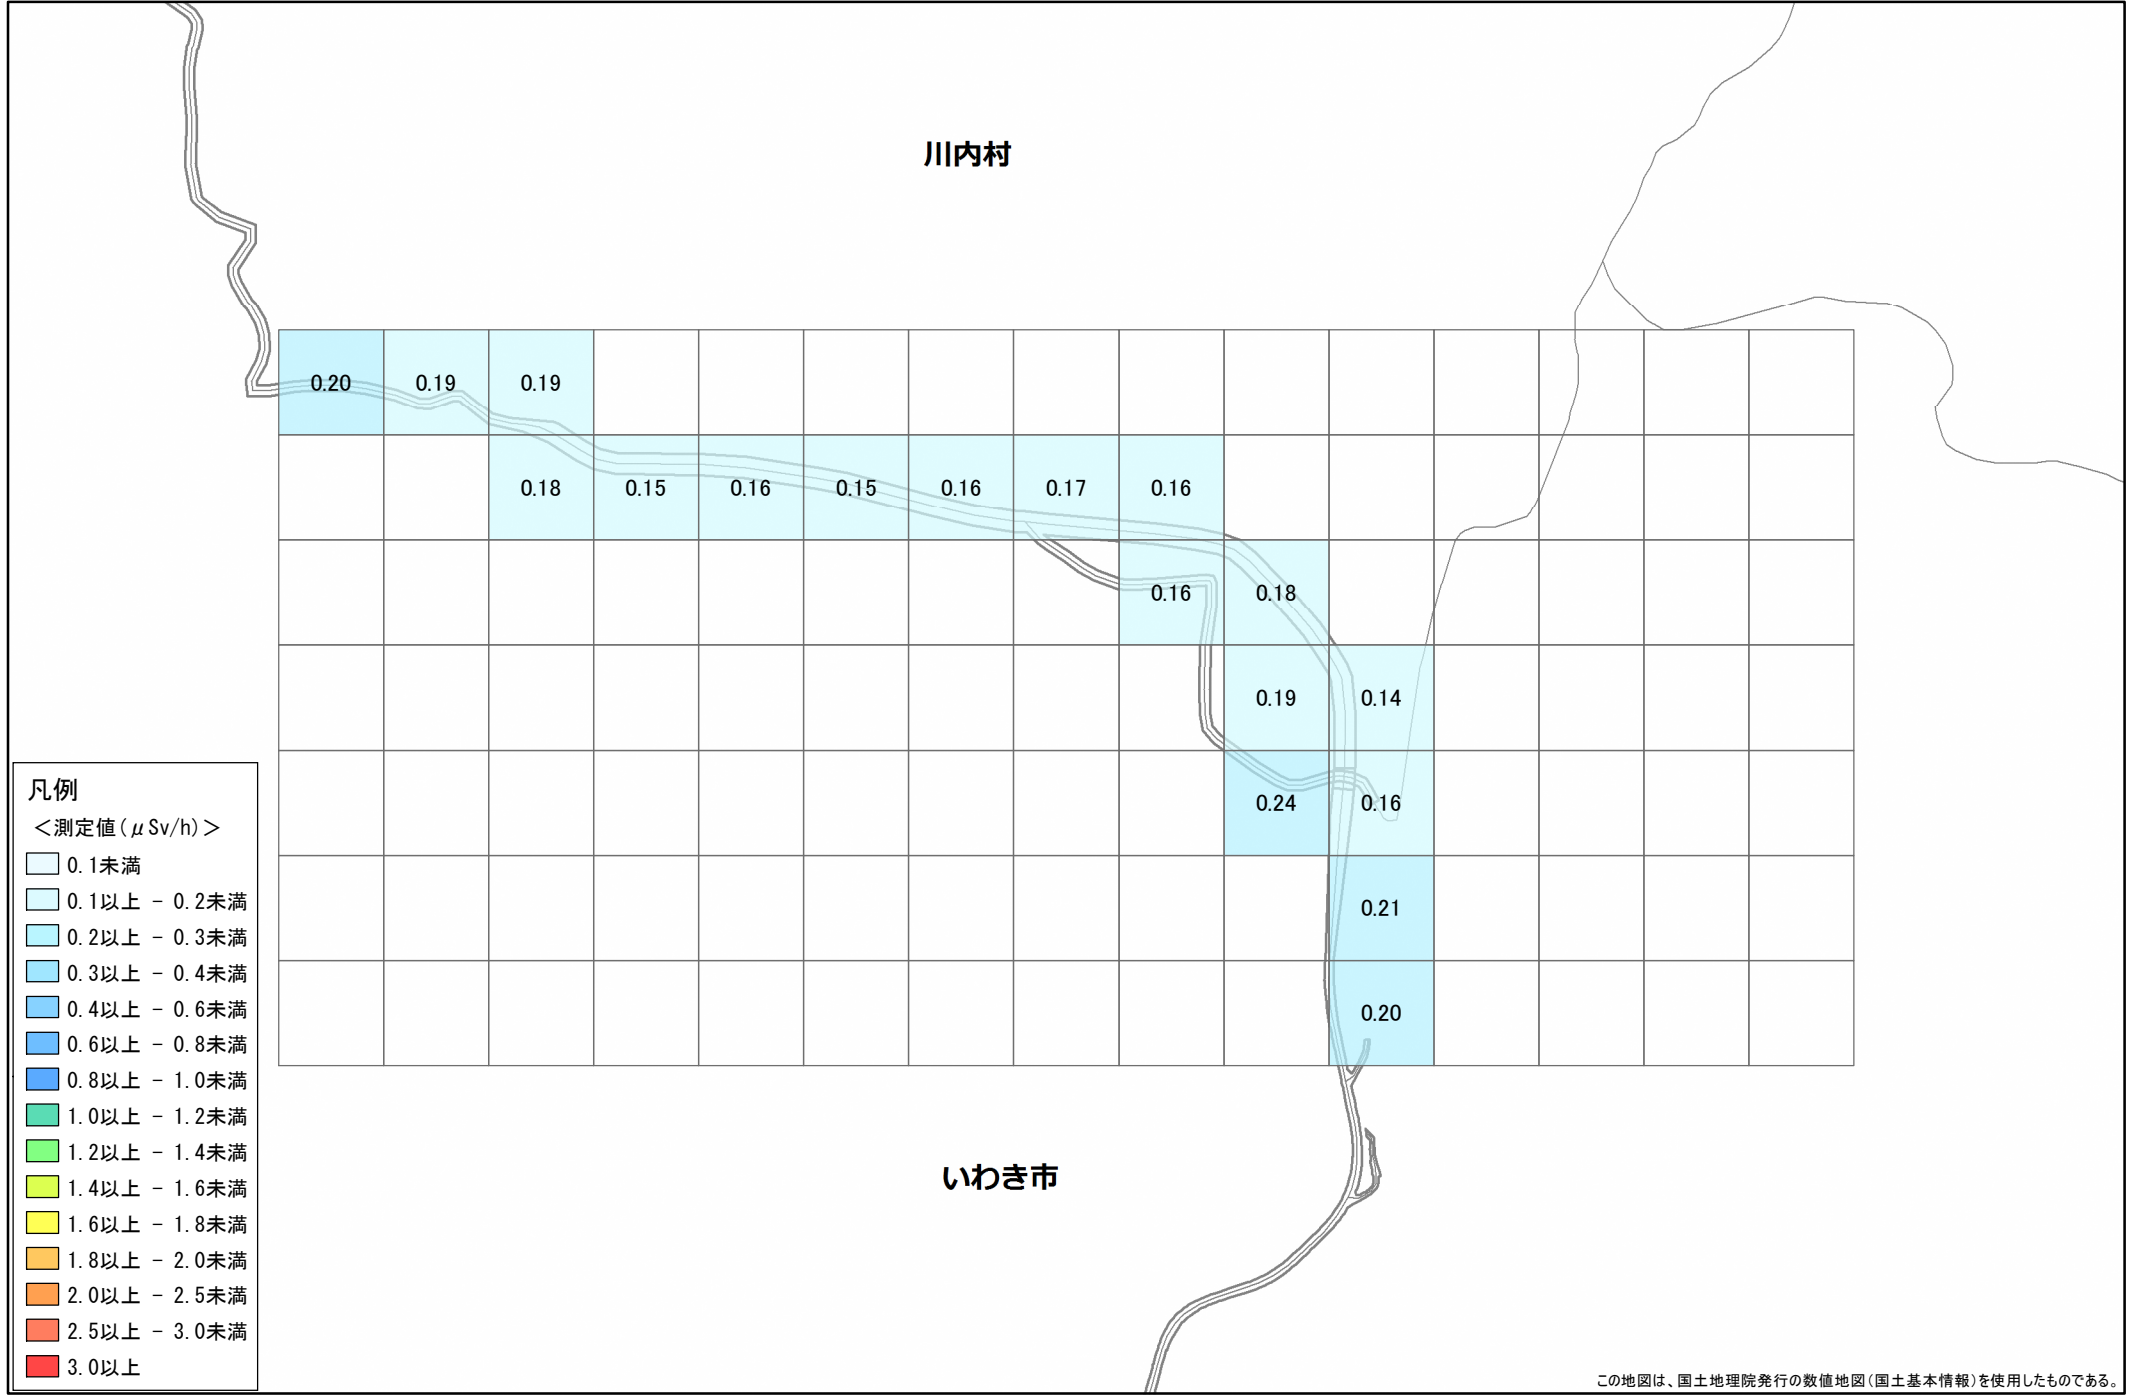 川内村
0.20 0.19 0.19
0.18 0.15 0.16 0.15 0.16 0.17 0.16
0.16 0.18
0.19 0.14
0.24 0.16
0.21
0.20
いわき市
凡例
＜測定値(μSv/h)＞
0.1未満
0.1以上 - 0.2未満
0.2以上 - 0.3未満
0.3以上 - 0.4未満
0.4以上 - 0.6未満
0.6以上 - 0.8未満
0.8以上 - 1.0未満
1.0以上 - 1.2未満
1.2以上 - 1.4未満
1.4以上 - 1.6未満
1.6以上 - 1.8未満
1.8以上 - 2.0未満
2.0以上 - 2.5未満
2.5以上 - 3.0未満
3.0以上
この地図は、国土地理院発行の数値地図(国土基本情報)を使用したものである。